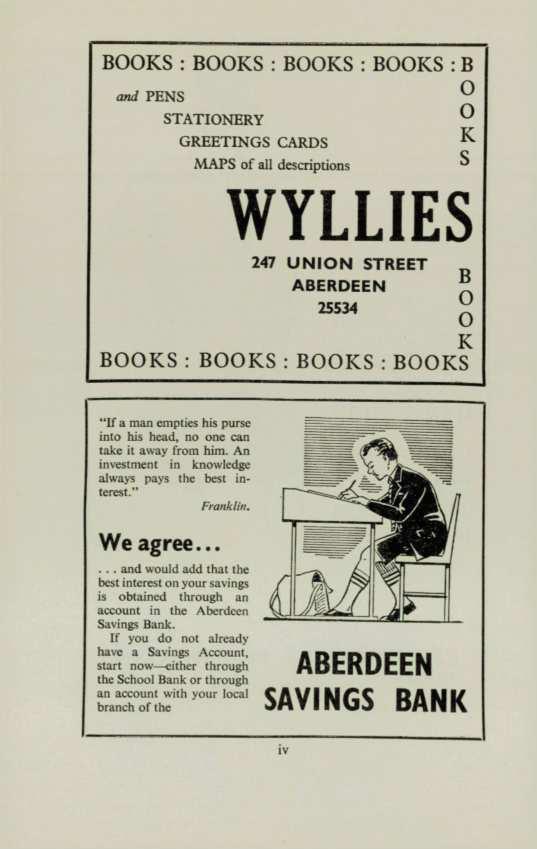 BOOKS : BOOKS : BOOKS : BOOKS : B
O
O
K
S
and PENS
STATIONERY
GREETINGS CARDS
MAPS of all descriptions
WYLLIES
247 UNION STREET
ABERDEEN
25534
B
O
O
K
BOOKS : BOOKS : BOOKS : BOOKS
"If a man empties his purse
into his head, no one can
take it away from him. An
investment in knowledge
always pays the best in-
terest."
Franklin.
We agree...
. . . and would add that the
best interest on your savings
is obtained through an
account in the Aberdeen
Savings Bank.
If you do not already
have a Savings Account,
start now—either through
the School Bank or through
an account with your local
branch of the
ABERDEEN
SAVINGS BANK
iv